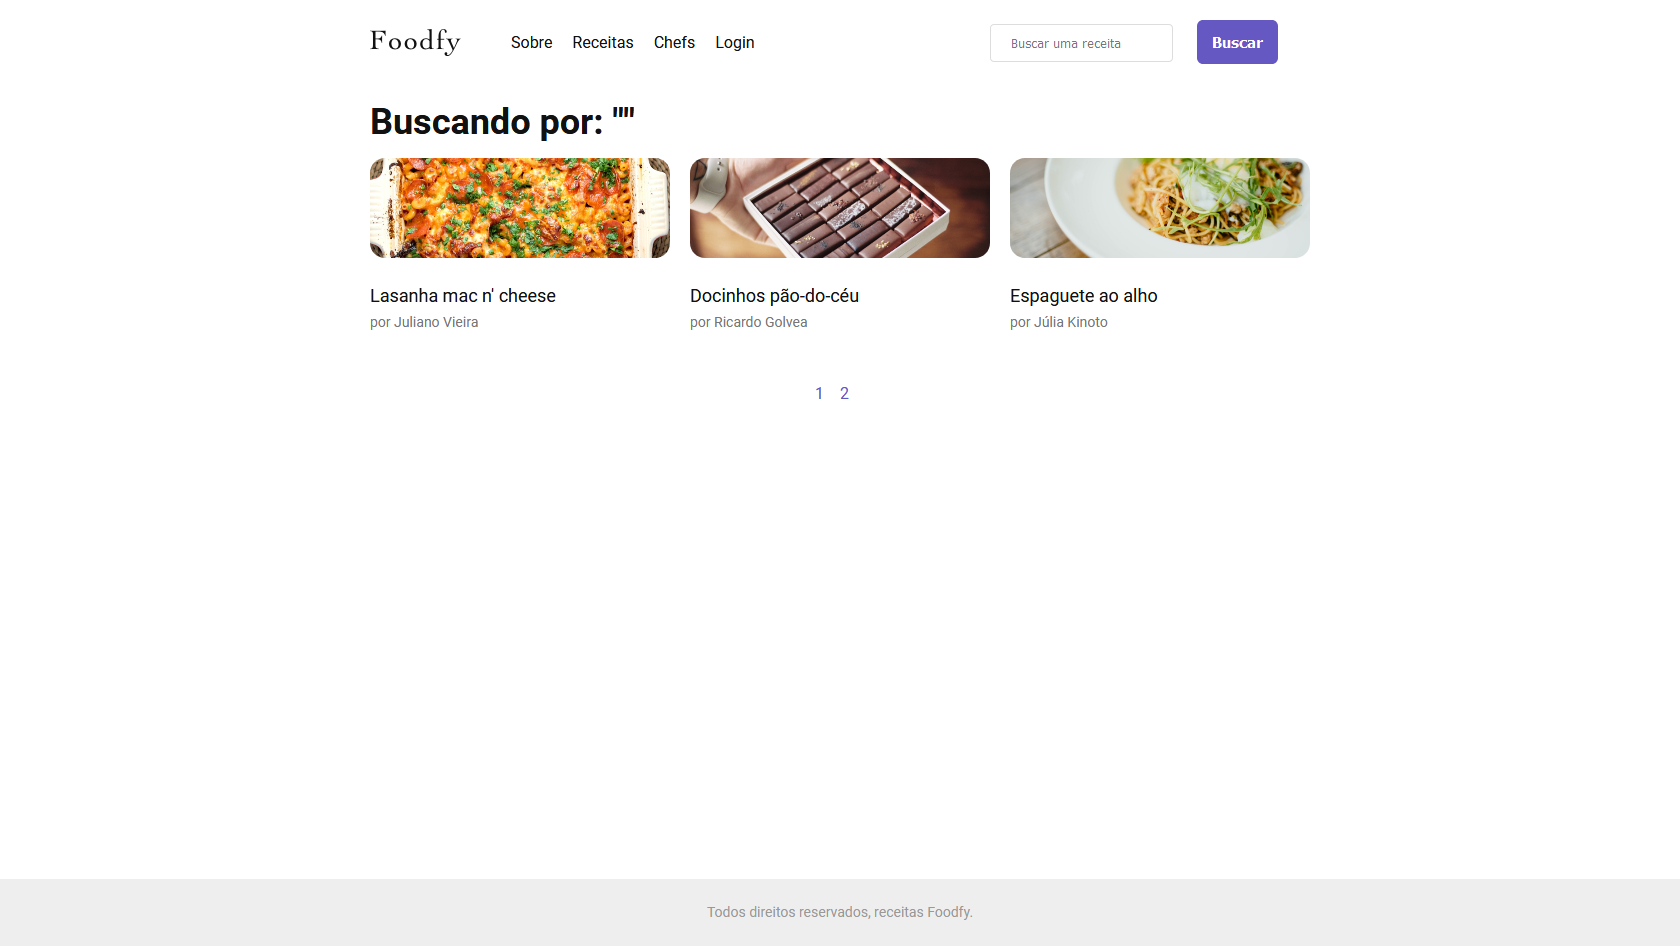 Foodfy Sobre Receitas Chefs Login Buscar uma receita Buscar
Buscando por: ""
Lasanha mac n' cheese
por Juliano Vieira
Docinhos pão-do-céu
por Ricardo Golvea
Espaguete ao alho
por Júlia Kinoto
1 2
Todos direitos reservados, receitas Foodfy.